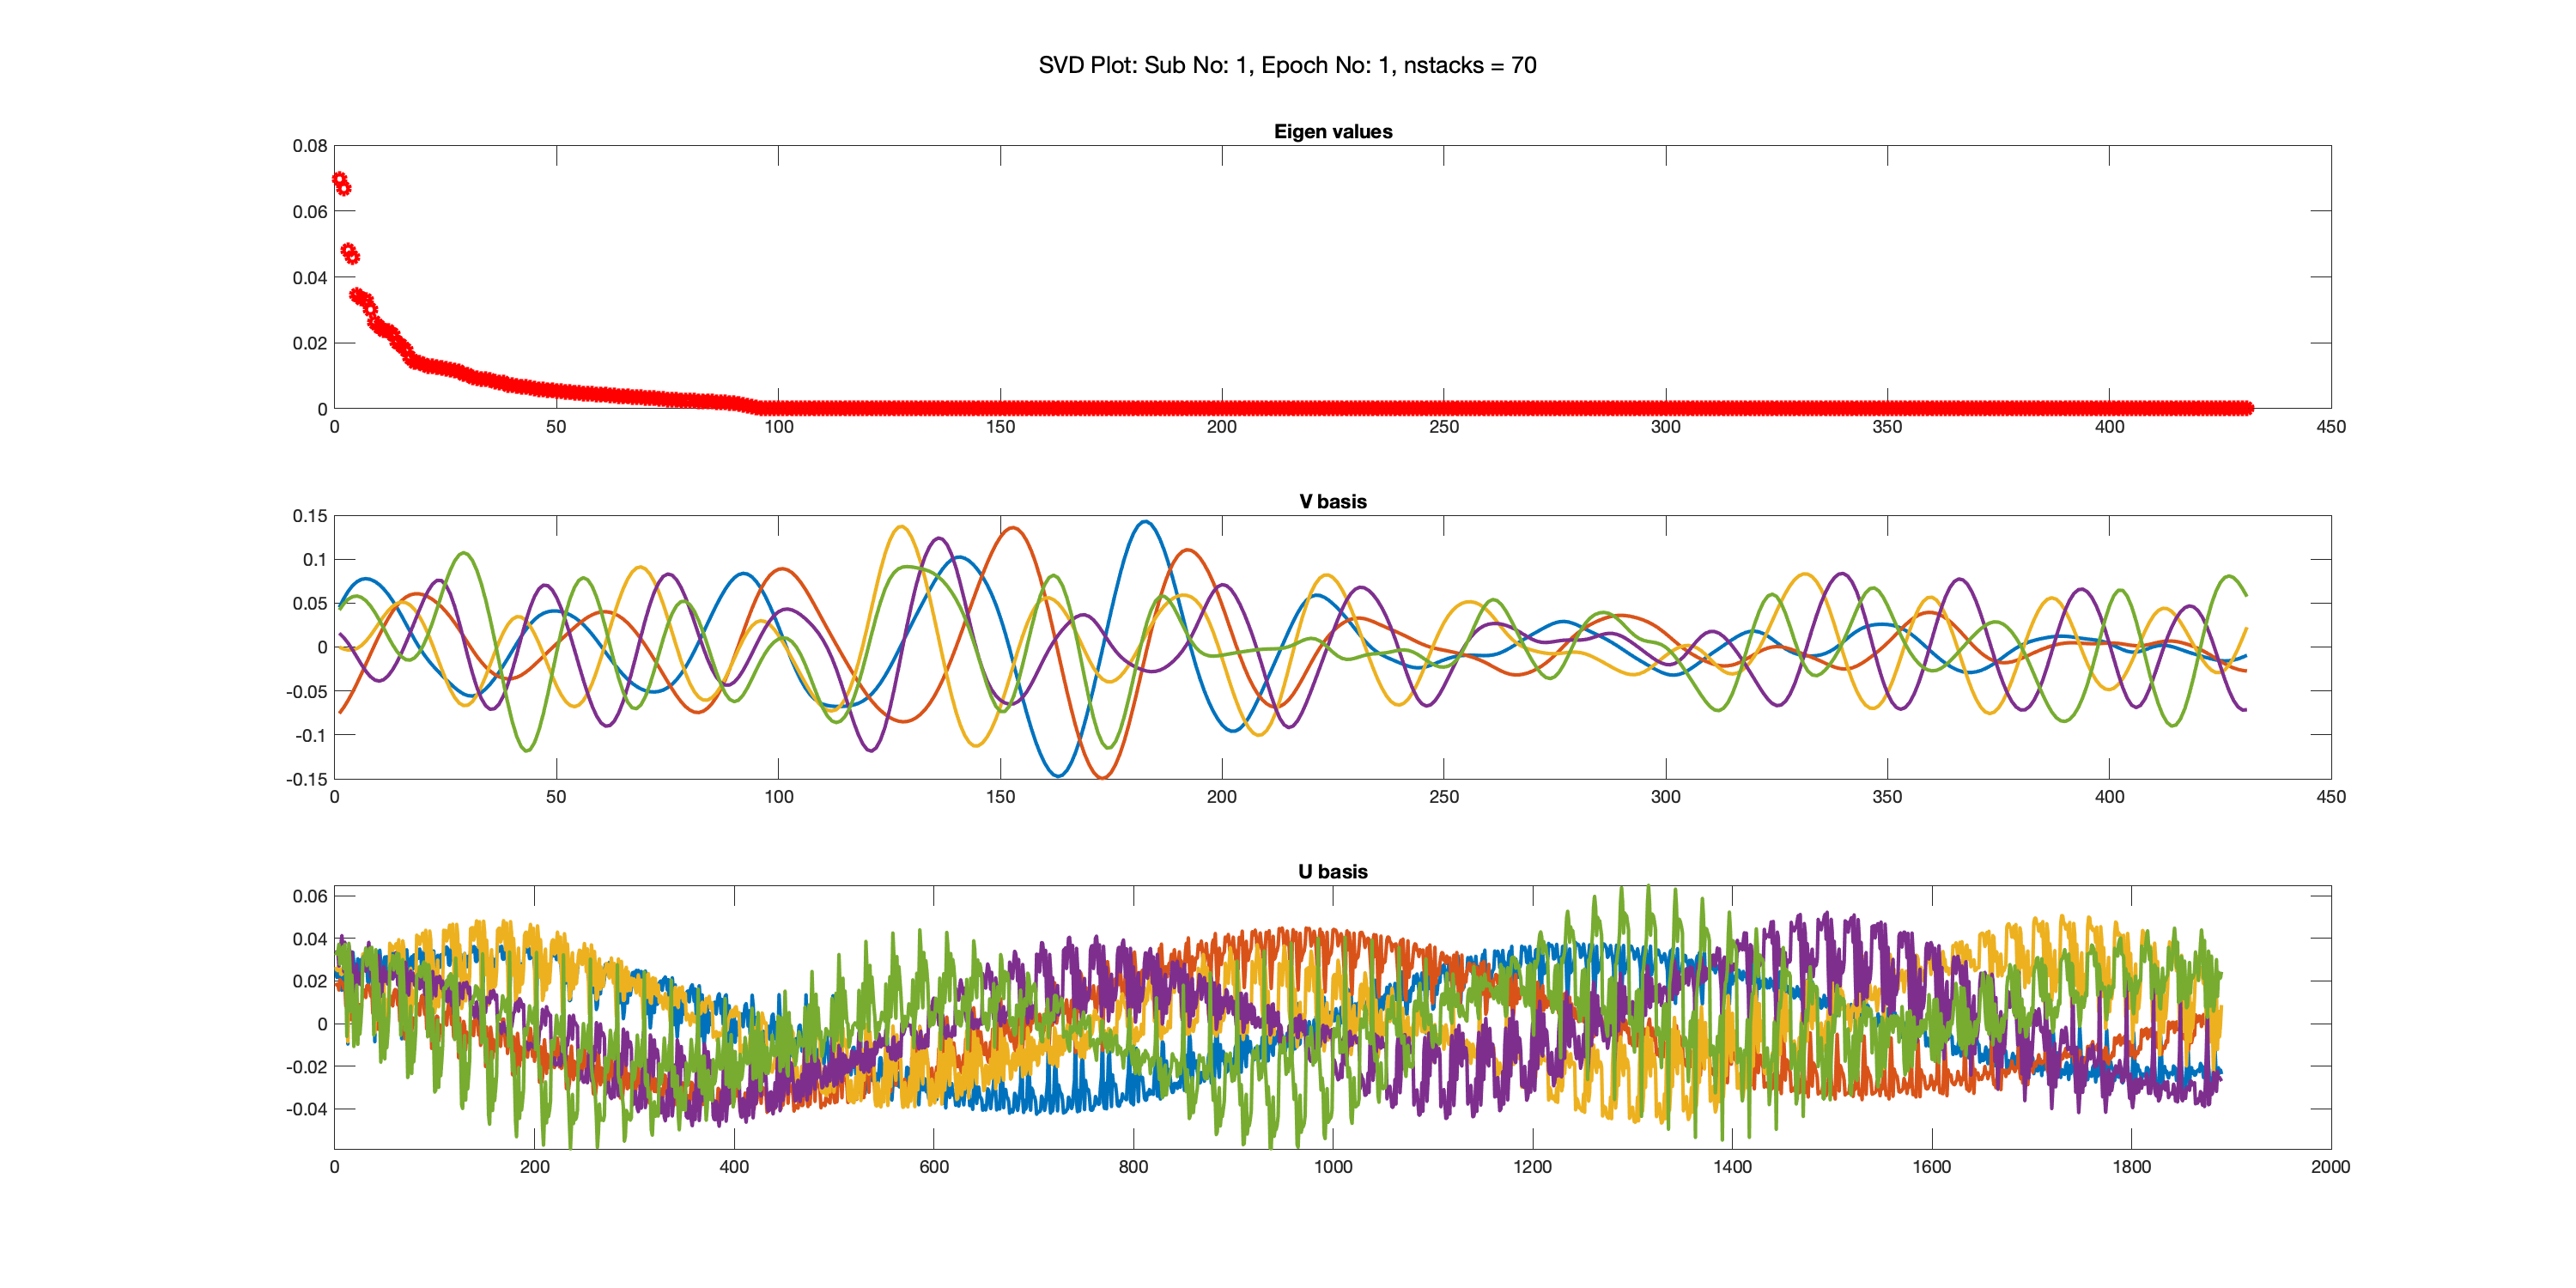 SVD Plot: Sub No: 1, Epoch No: 1, nstacks = 70
Eigen values
0.08
0.06
0.04
0.02
0
0 50 100 150 200 250 300 350 400 450
V basis
0.15
0.1
0.05
0
-0.05
-0.1
-0.15
0 50 100 150 200 250 300 350 400 450
U basis
0.06
0.04
0.02
0
-0.02
-0.04
0 200 400 600 800 1000 1200 1400 1600 1800 2000